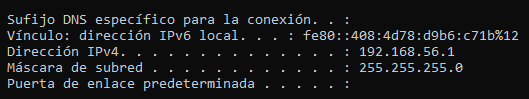 Sufijo DNS específico para la conexión. . :
Vínculo: dirección IPv6 local. . . : fe80::408:4d78:d9b6:c71b%12
Dirección IPv4. . . . . . . . . . . . . . : 192.168.56.1
Máscara de subred . . . . . . . . . . . . : 255.255.255.0
Puerta de enlace predeterminada . . . . . :